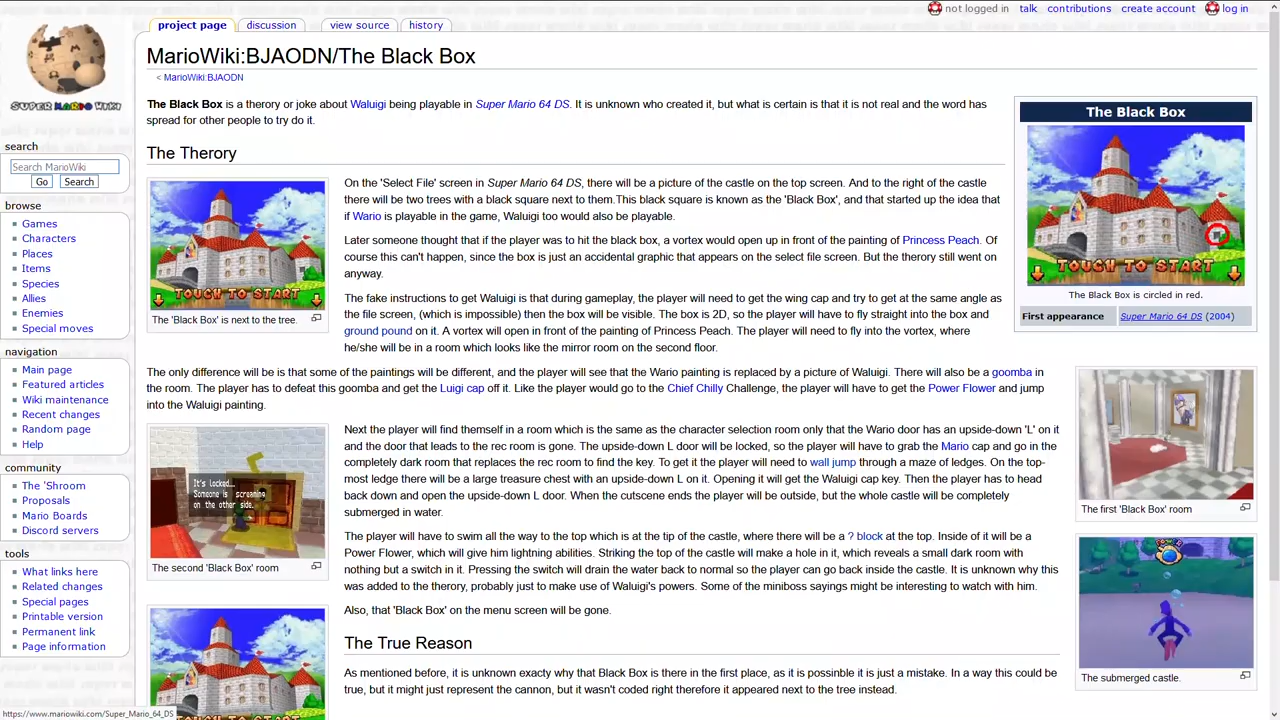 project page
discussion
view source
history
not logged in talk contributions create account log in
SUPER MARIO WIKI
MarioWiki:BJAODN/The Black Box
< MarioWiki:BJAODN
The Black Box is a therory or joke about Waluigi being playable in Super Mario 64 DS. It is unknown who created it, but what is certain is that it is not real and the word has
spread for other people to try do it.
The Black Box
TOUCH TO START
The Black Box is circled in red.
First appearance Super Mario 64 DS (2004)
search
Search MarioWiki
Go Search
browse
Games
Characters
Places
Items
Species
Allies
Enemies
Special moves
navigation
Main page
Featured articles
Wiki maintenance
Recent changes
Random page
Help
community
The 'Shroom
Proposals
Mario Boards
Discord servers
tools
What links here
Related changes
Special pages
Printable version
Permanent link
Page information
The Therory
TOUCH TO START
The 'Black Box' is next to the tree.
On the 'Select File' screen in Super Mario 64 DS, there will be a picture of the castle on the top screen. And to the right of the castle
there will be two trees with a black square next to them.This black square is known as the 'Black Box', and that started up the idea that
if Wario is playable in the game, Waluigi too would also be playable.
Later someone thought that if the player was to hit the black box, a vortex would open up in front of the painting of Princess Peach. Of
course this can't happen, since the box is just an accidental graphic that appears on the select file screen. But the therory still went on
anyway.
The fake instructions to get Waluigi is that during gameplay, the player will need to get the wing cap and try to get at the same angle as
the file screen, (which is impossible) then the box will be visible. The box is 2D, so the player will have to fly straight into the box and
ground pound on it. A vortex will open in front of the painting of Princess Peach. The player will need to fly into the vortex, where
he/she will be in a room which looks like the mirror room on the second floor.
The only difference will be is that some of the paintings will be different, and the player will see that the Wario painting is replaced by a picture of Waluigi. There will also be a goomba in
the room. The player has to defeat this goomba and get the Luigi cap off it. Like the player would go to the Chief Chilly Challenge, the player will have to get the Power Flower and jump
into the Waluigi painting.
The first 'Black Box' room
It's locked...
Someone is screaming
on the other side.
The second 'Black Box' room
Next the player will find themself in a room which is the same as the character selection room only that the Wario door has an upside-down 'L' on it
and the door that leads to the rec room is gone. The upside-down L door will be locked, so the player will have to grab the Mario cap and go in the
completely dark room that replaces the rec room to find the key. To get it the player will need to wall jump through a maze of ledges. On the top-
most ledge there will be a large treasure chest with an upside-down L on it. Opening it will get the Waluigi cap key. Then the player has to head
back down and open the upside-down L door. When the cutscene ends the player will be outside, but the whole castle will be completely
submerged in water.
The player will have to swim all the way to the top which is at the tip of the castle, where there will be a ? block at the top. Inside of it will be a
Power Flower, which will give him lightning abilities. Striking the top of the castle will make a hole in it, which reveals a small dark room with
nothing but a switch in it. Pressing the switch will drain the water back to normal so the player can go back inside the castle. It is unknown why this
was added to the therory, probably just to make use of Waluigi's powers. Some of the miniboss sayings might be interesting to watch with him.
Also, that 'Black Box' on the menu screen will be gone.
The submerged castle.
The True Reason
As mentioned before, it is unknown exactly why that Black Box is there in the first place, as it is possinble it is just a mistake. In a way this could be
true, but it might just represent the cannon, but it wasn't coded right therefore it appeared next to the tree instead.
https://www.mariowiki.com/Super_Mario_64_DS